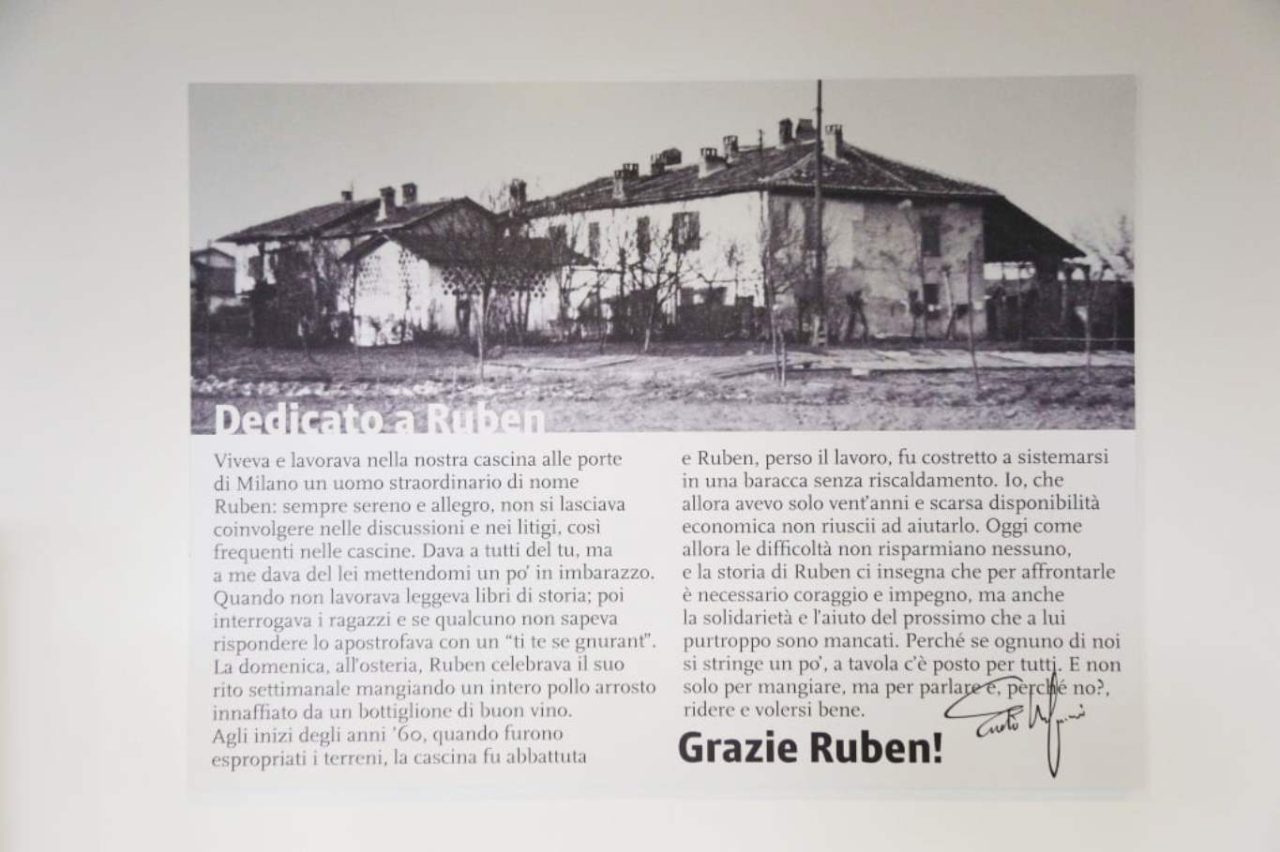 Dedicato a Ruben
Viveva e lavorava nella nostra cascina alle porte
di Milano un uomo straordinario di nome
Ruben: sempre sereno e allegro, non si lasciava
coinvolgere nelle discussioni e nei litigi, così
frequenti nelle cascine. Dava a tutti del tu, ma
a me dava del lei mettendomi un po' in imbarazzo.
Quando non lavorava leggeva libri di storia; poi
interrogava i ragazzi e se qualcuno non sapeva
rispondere lo apostrofava con un “ti te se gnurant”.
La domenica, all'osteria, Ruben celebrava il suo
rito settimanale mangiando un intero pollo arrosto
innaffiato da un bottiglione di buon vino.
Agli inizi degli anni '60, quando furono
espropriati i terreni, la cascina fu abbattuta
e Ruben, perso il lavoro, fu costretto a sistemarsi
in una baracca senza riscaldamento. Io, che
allora avevo solo vent'anni e scarsa disponibilità
economica non riuscii ad aiutarlo. Oggi come
allora le difficoltà non risparmiano nessuno,
e la storia di Ruben ci insegna che per affrontarle
è necessario coraggio e impegno, ma anche
la solidarietà e l'aiuto del prossimo che a lui
purtroppo sono mancati. Perché se ognuno di noi
si stringe un po', a tavola c'è posto per tutti. E non
solo per mangiare, ma per parlare e, perché no?,
ridere e volersi bene.
Grazie Ruben!